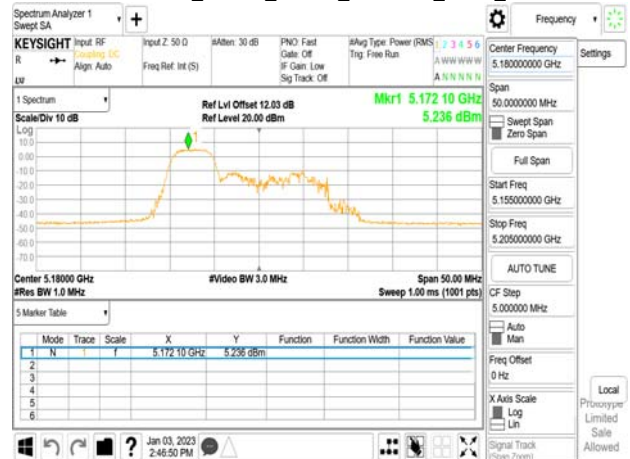 Spectrum Analyzer 1
Swept SA
+
Frequency
KEYSIGHT
Input: RF
Coupling: DC
Align: Auto
Input Z: 50 Ω
Freq Ref: Int (S)
#Atten: 30 dB
PNO: Fast
Gate: Off
IF Gain: Low
Sig Track: Off
#Avg Type: Power (RMS
Trig: Free Run
1 2 3 4 5 6
A W W W W W
A N N N N N
R
LXI
Center Frequency
5.180000000 GHz
Settings
Span
50.0000000 MHz
Swept Span
Zero Span
Full Span
Start Freq
5.155000000 GHz
Stop Freq
5.205000000 GHz
AUTO TUNE
CF Step
5.000000 MHz
Auto
Man
Freq Offset
0 Hz
X Axis Scale
Log
Lin
Signal Track
(Span Zoom)
Local
Prototype
Limited
Sale
Allowed
1 Spectrum
Scale/Div 10 dB
Ref Lvl Offset 12.03 dB
Ref Level 20.00 dBm
Mkr1 5.172 10 GHz
5.236 dBm
Log
10.0
0.00
-10.0
-20.0
-30.0
-40.0
-50.0
-60.0
-70.0
1
Center 5.18000 GHz
#Res BW 1.0 MHz
#Video BW 3.0 MHz
Span 50.00 MHz
Sweep 1.00 ms (1001 pts)
5 Marker Table
Mode Trace Scale X Y Function Function Width Function Value
1 N 1 f 5.172 10 GHz 5.236 dBm
2
3
4
5
6
?
Jan 03, 2023
2:46:50 PM